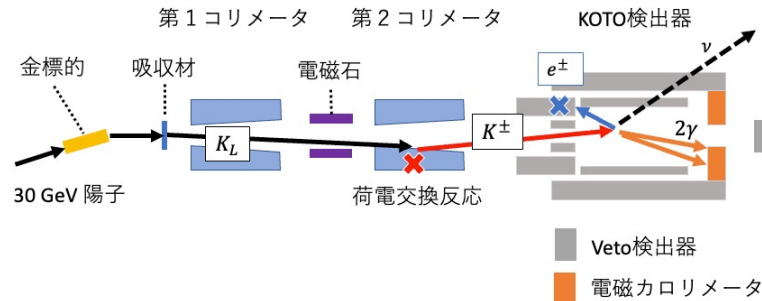 第１コリメータ
第２コリメータ
KOTO検出器
金標的
吸収材
電磁石
ν
e±
K_L
K±
2γ
30 GeV 陽子
荷電交換反応
Veto検出器
電磁カロリメータ